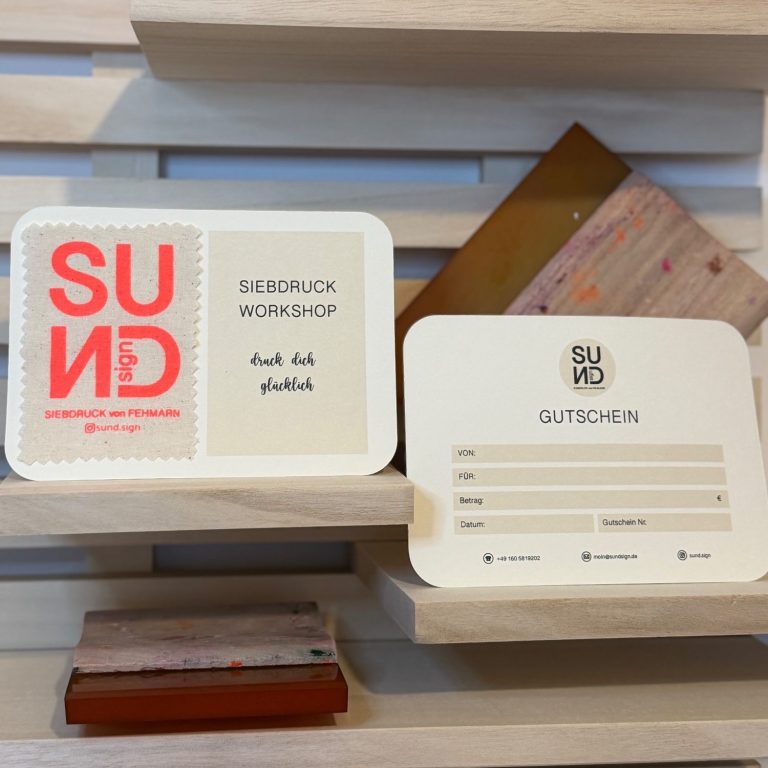 SU
ND
sign
SIEBDRUCK von FEHMARN
sund.sign
SIEBDRUCK
WORKSHOP
druck dich
glücklich
SU
ND
GUTSCHEIN
VON:
FÜR:
Betrag: €
Datum: Gutschein Nr.
+49 160 5819202 moin@sundsign.de sund.sign